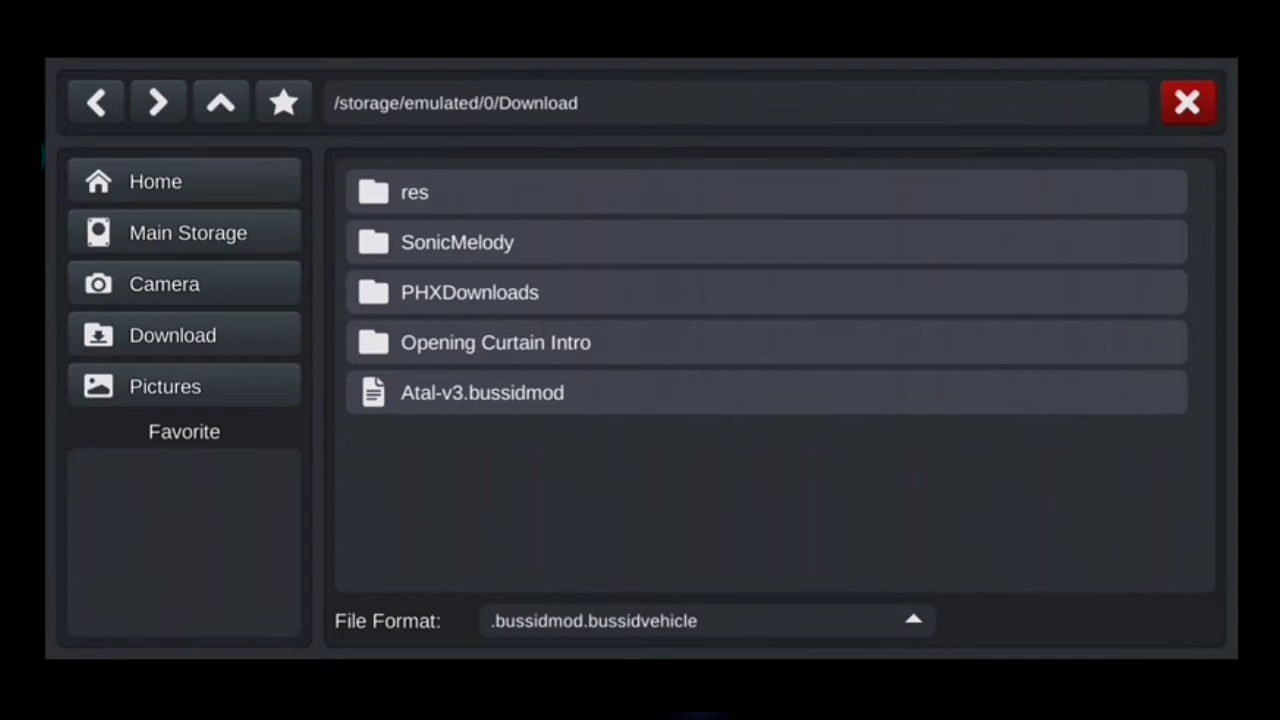 /storage/emulated/0/Download
Home
Main Storage
Camera
Download
Pictures
Favorite
res
SonicMelody
PHXDownloads
Opening Curtain Intro
Atal-v3.bussidmod
File Format: .bussidmod.bussidvehicle